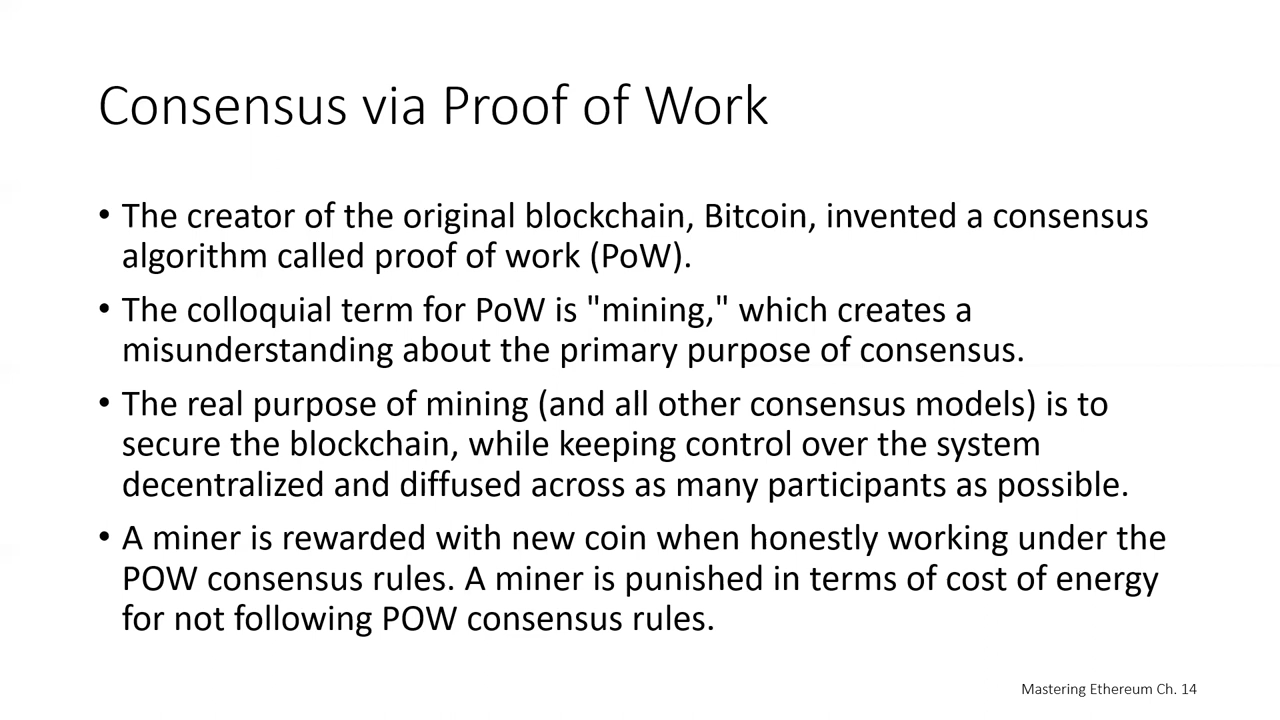 Consensus via Proof of Work
• The creator of the original blockchain, Bitcoin, invented a consensus
algorithm called proof of work (PoW).
• The colloquial term for PoW is "mining," which creates a
misunderstanding about the primary purpose of consensus.
• The real purpose of mining (and all other consensus models) is to
secure the blockchain, while keeping control over the system
decentralized and diffused across as many participants as possible.
• A miner is rewarded with new coin when honestly working under the
POW consensus rules. A miner is punished in terms of cost of energy
for not following POW consensus rules.
Mastering Ethereum Ch. 14